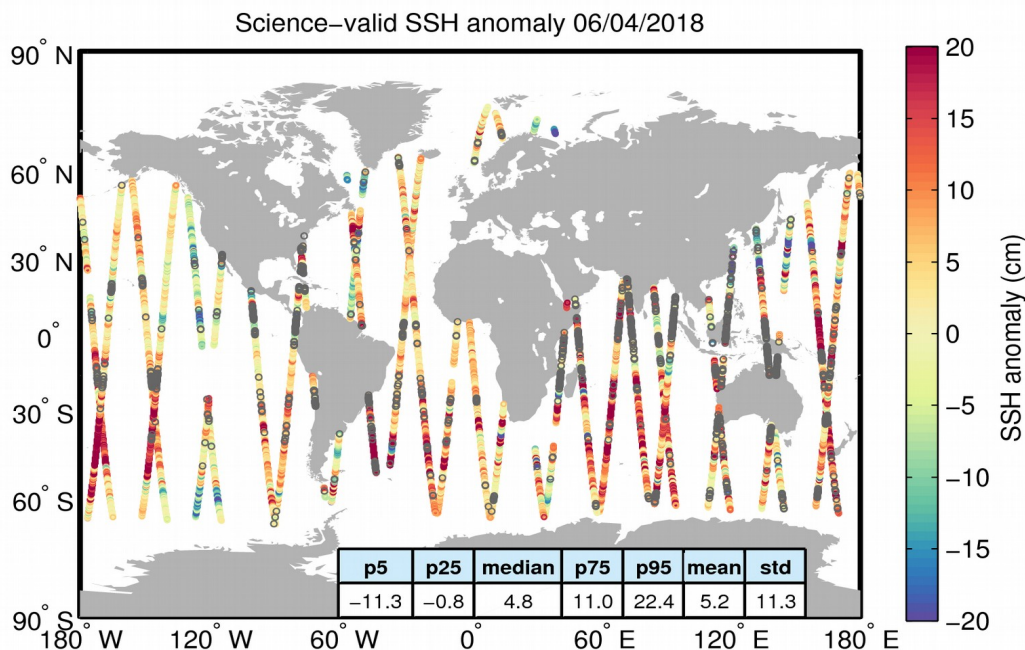 Science−valid SSH anomaly 06/04/2018
90° N
60° N
30° N
0°
30° S
60° S
90° S
180° W
120° W
60° W
0°
60° E
120° E
180° E
p5 p25 median p75 p95 mean std
−11.3 −0.8 4.8 11.0 22.4 5.2 11.3
20
15
10
5
0
−5
−10
−15
−20
SSH anomaly (cm)